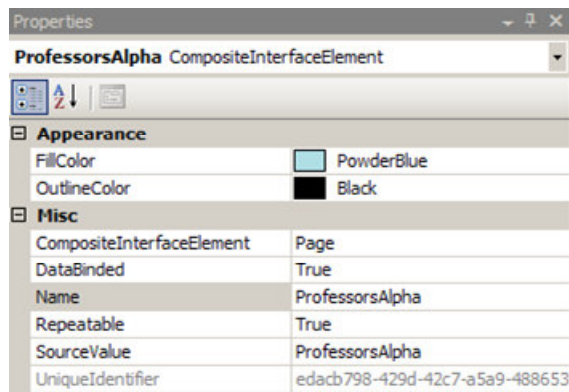 Properties
ProfessorsAlpha CompositeInterfaceElement
A
Z
Appearance
FillColor PowderBlue
OutlineColor Black
Misc
CompositeInterfaceElement Page
DataBinded True
Name ProfessorsAlpha
Repeatable True
SourceValue ProfessorsAlpha
UniqueIdentifier edacb798-429d-42c7-a5a9-488653